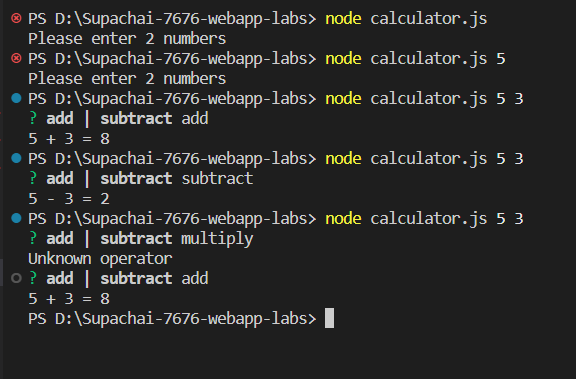 PS D:\Supachai-7676-webapp-labs> node calculator.js
Please enter 2 numbers
PS D:\Supachai-7676-webapp-labs> node calculator.js 5
Please enter 2 numbers
PS D:\Supachai-7676-webapp-labs> node calculator.js 5 3
? add | subtract add
5 + 3 = 8
PS D:\Supachai-7676-webapp-labs> node calculator.js 5 3
? add | subtract subtract
5 - 3 = 2
PS D:\Supachai-7676-webapp-labs> node calculator.js 5 3
? add | subtract multiply
Unknown operator
? add | subtract add
5 + 3 = 8
PS D:\Supachai-7676-webapp-labs>